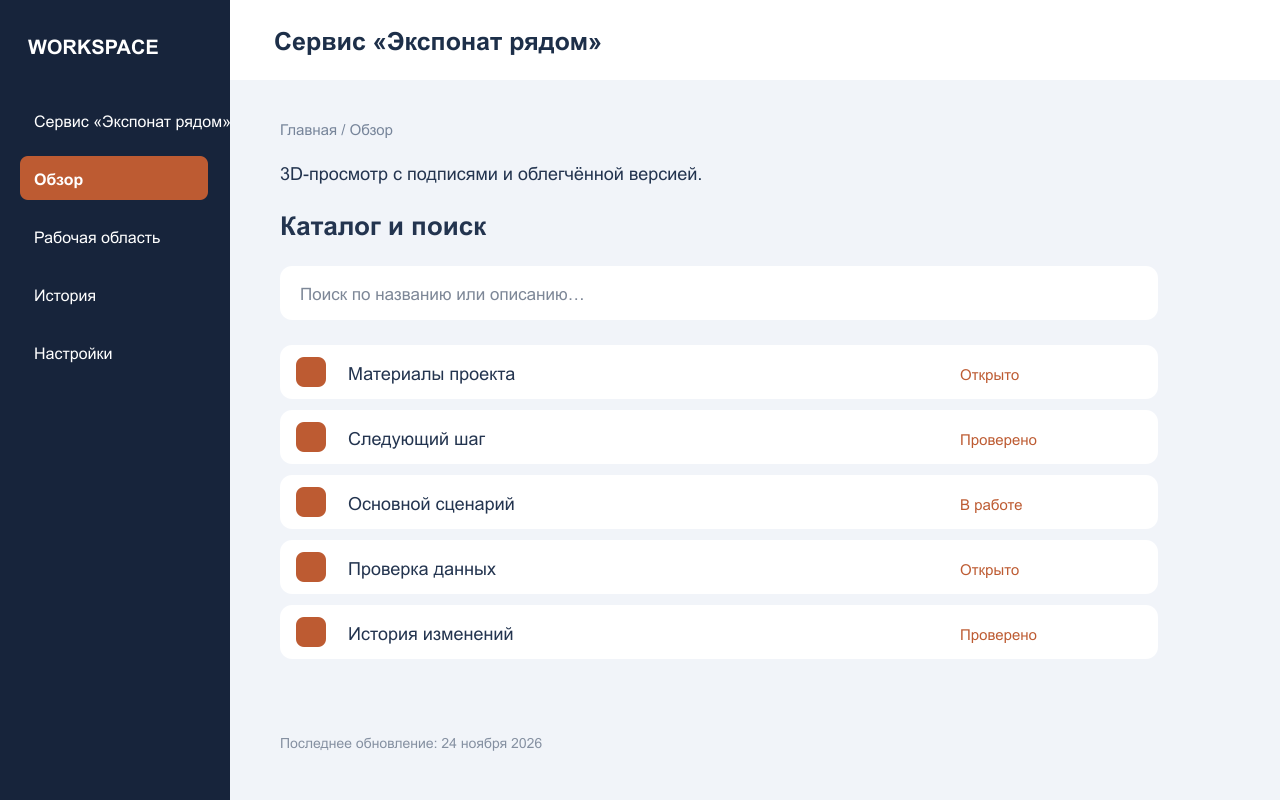 WORKSPACE
Сервис «Экспонат рядом»
Обзор
Рабочая область
История
Настройки
Сервис «Экспонат рядом»
Главная / Обзор
3D-просмотр с подписями и облегчённой версией.
Каталог и поиск
Поиск по названию или описанию…
Материалы проекта Открыто
Следующий шаг Проверено
Основной сценарий В работе
Проверка данных Открыто
История изменений Проверено
Последнее обновление: 24 ноября 2026